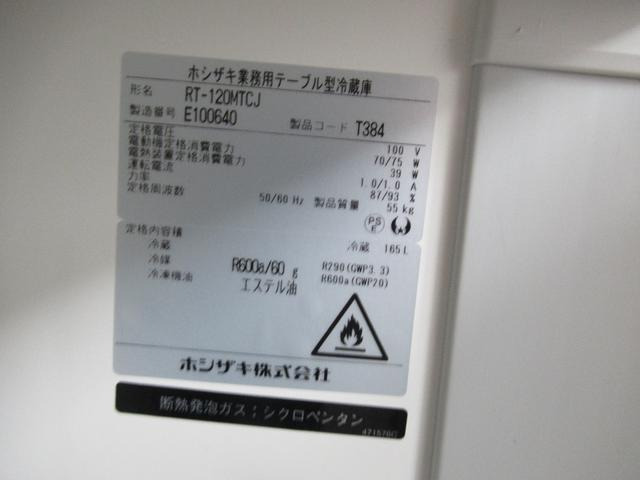 ホシザキ業務用テーブル型冷蔵庫
形名 RT-120MTCJ
製造番号 E100640 製品コード T384
定格電圧 100 V
電動機定格消費電力 70/75 W
電熱装置定格消費電力 39 W
運転電流 1.0/1.0 A
力率 87/93 %
定格周波数 50/60 Hz 製品質量 55 kg
PS
E
定格内容積
冷蔵 冷蔵 165 L
冷媒 R600a/60 g R290(GWP3.3)
R600a(GWP20)
冷凍機油 エステル油
ホシザキ株式会社
断熱発泡ガス;シクロペンタン